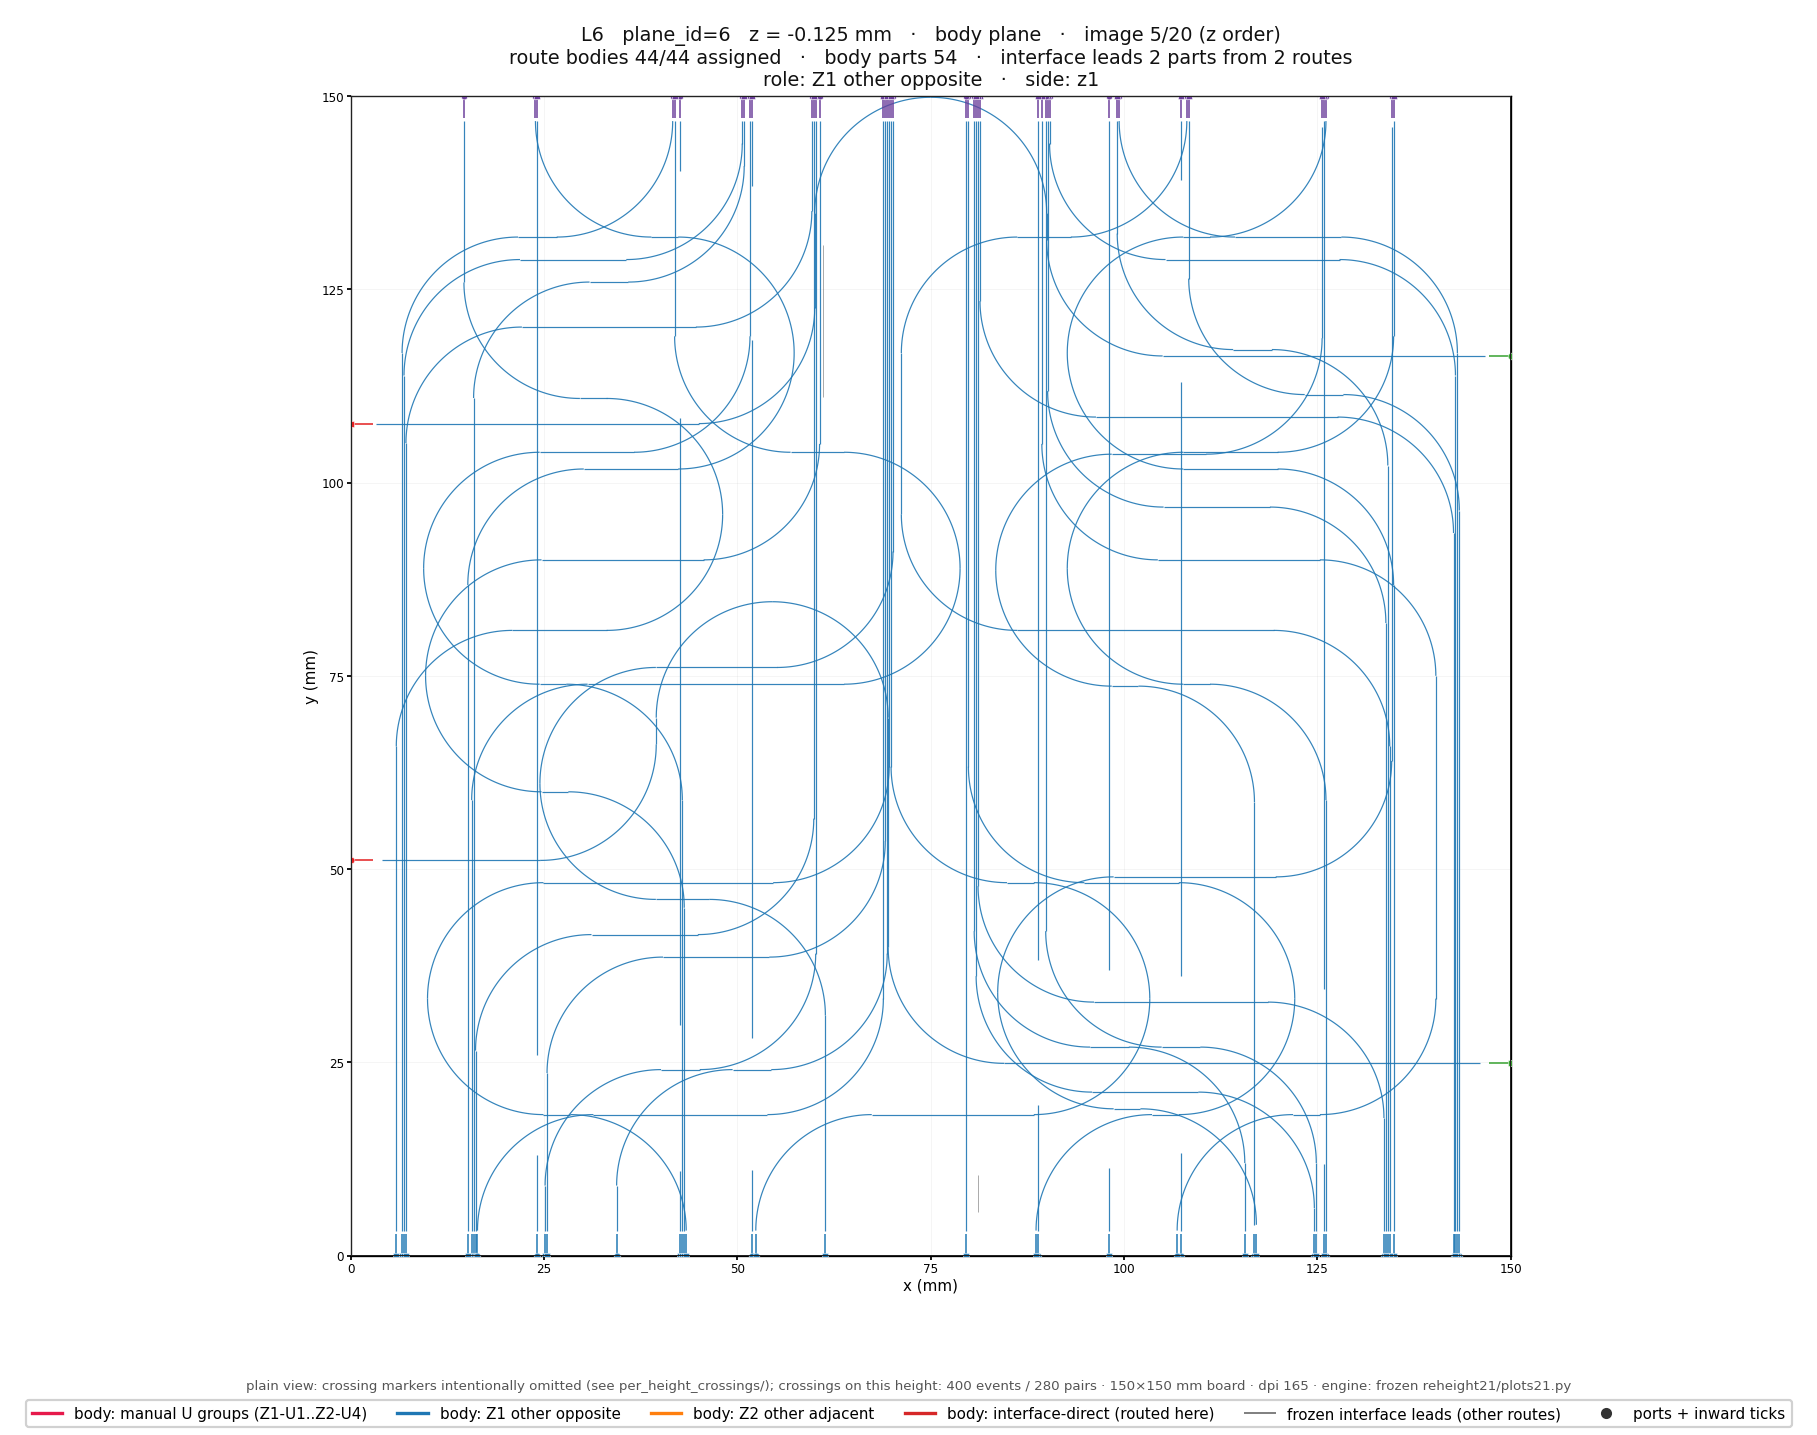 L6   plane_id=6   z = -0.125 mm   ·   body plane   ·   image 5/20 (z order)
route bodies 44/44 assigned   ·   body parts 54   ·   interface leads 2 parts from 2 routes
role: Z1 other opposite   ·   side: z1
150
125
100
75
50
25
0
y (mm)
0 25 50 75 100 125 150
x (mm)
plain view: crossing markers intentionally omitted (see per_height_crossings/); crossings on this height: 400 events / 280 pairs · 150×150 mm board · dpi 165 · engine: frozen reheight21/plots21.py
body: manual U groups (Z1-U1..Z2-U4) body: Z1 other opposite body: Z2 other adjacent body: interface-direct (routed here) frozen interface leads (other routes) ports + inward ticks